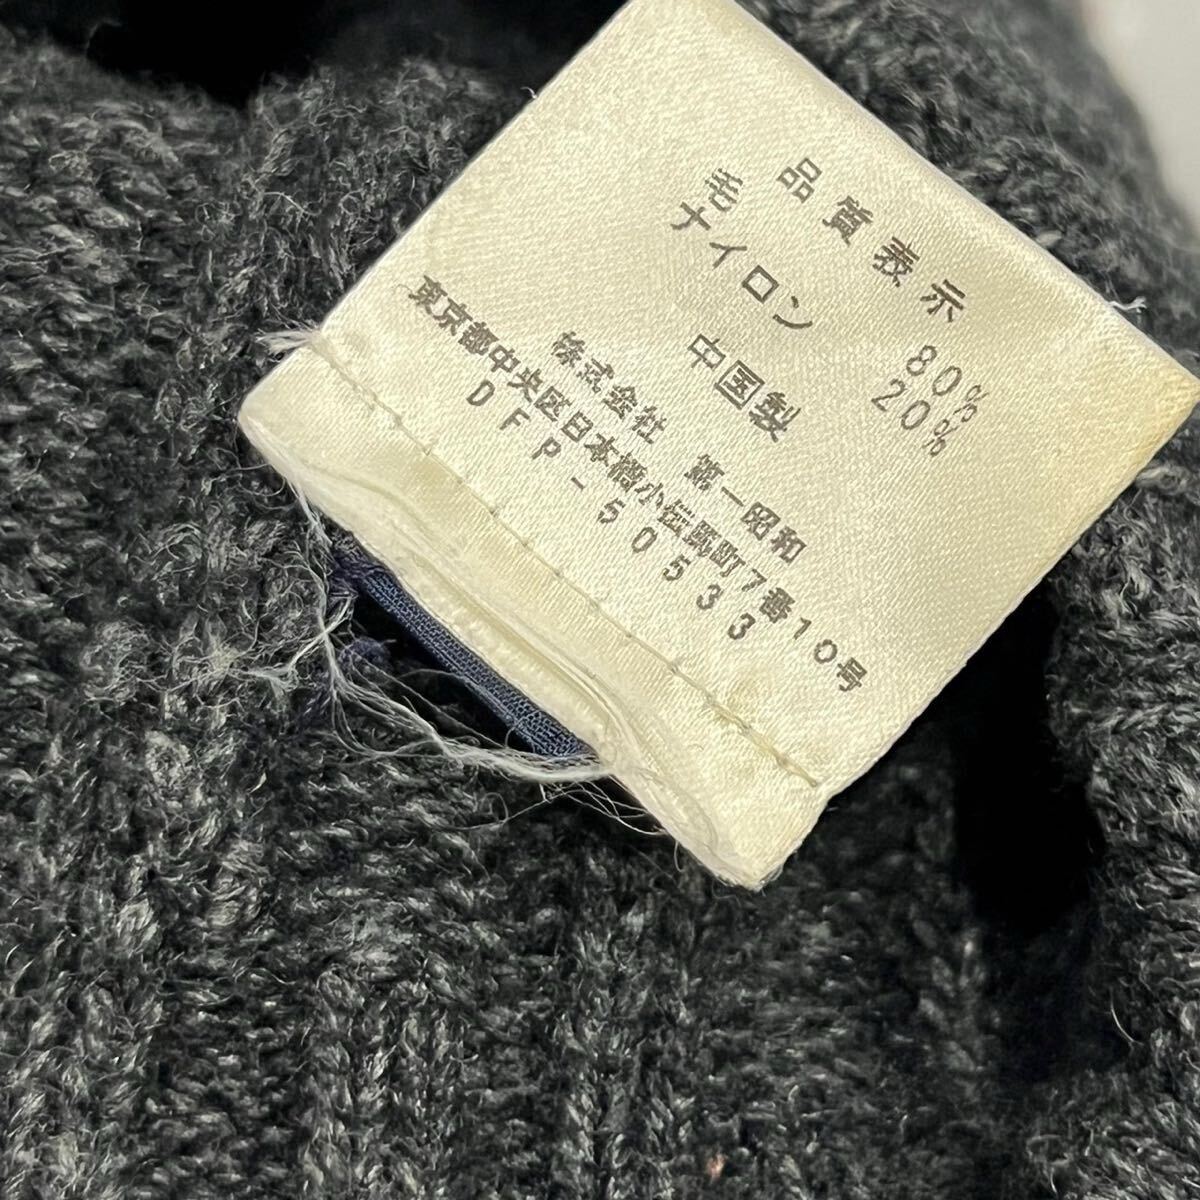 品質表示
毛 80%
ナイロン 20%
中国製
株式会社 第一昭和
東京都中央区日本橋小伝馬町7番10号
DFP-50533